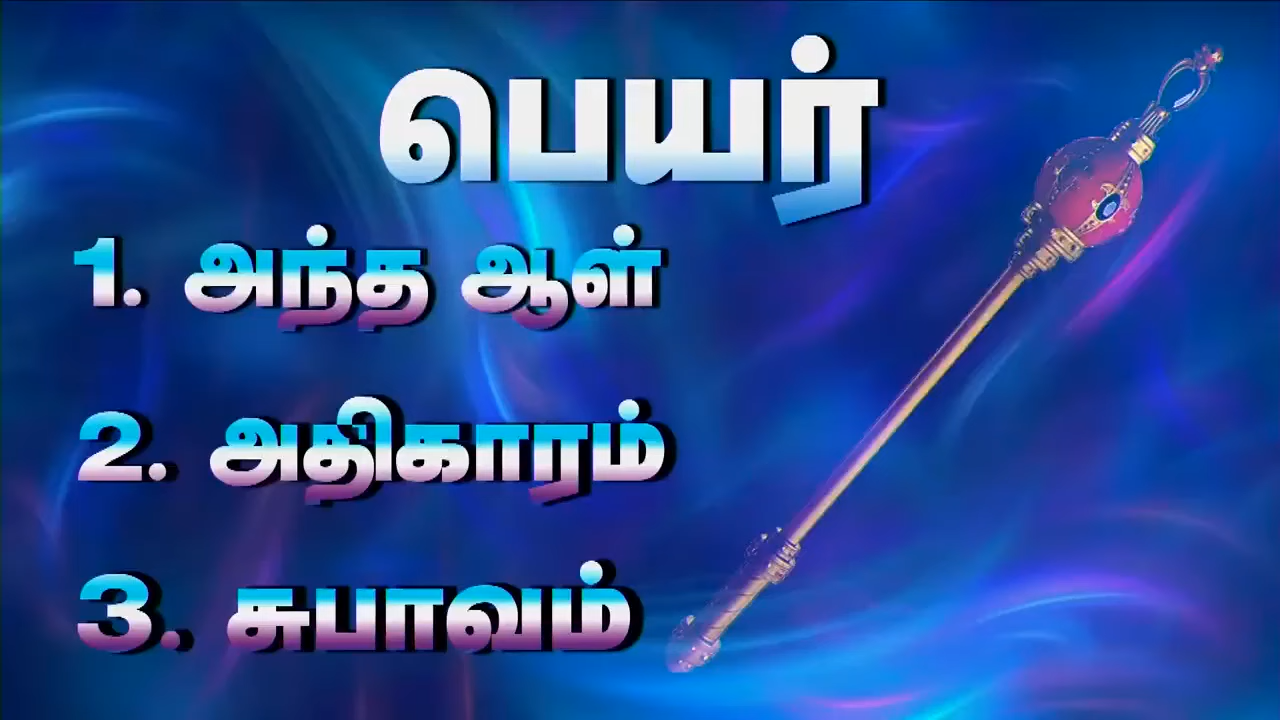 பெயர்
1. அந்த ஆள்
2. அதிகாரம்
3. சுபாவம்